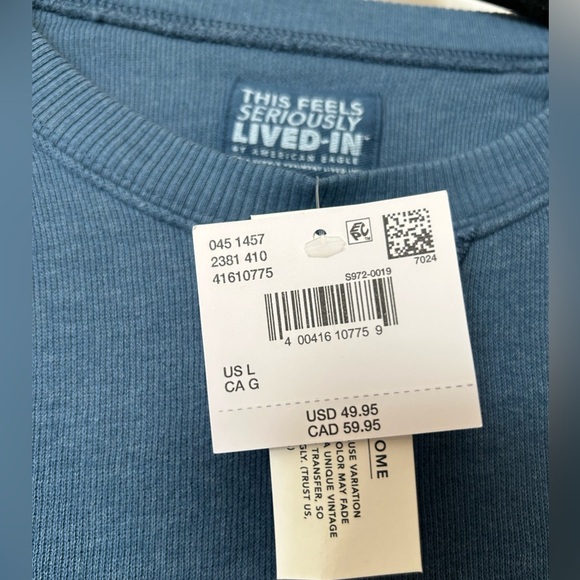 THIS FEELS
SERIOUSLY
LIVED-IN™
BY AMERICAN EAGLE
045 1457
2381 410
41610775
7024
S972-0019
4 00416 10775 9
US L
CA G
USD 49.95
CAD 59.95
OME
USE VARIATION
OLOR MAY FADE
A UNIQUE VINTAGE
TRANSFER, SO
GLY. (TRUST US,